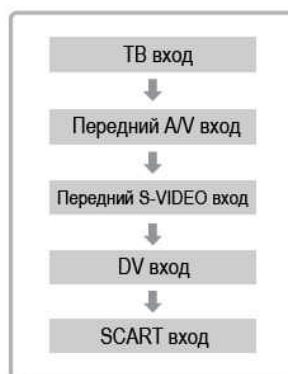 ТВ вход
Передний A/V вход
Передний S-VIDEO вход
DV вход
SCART вход